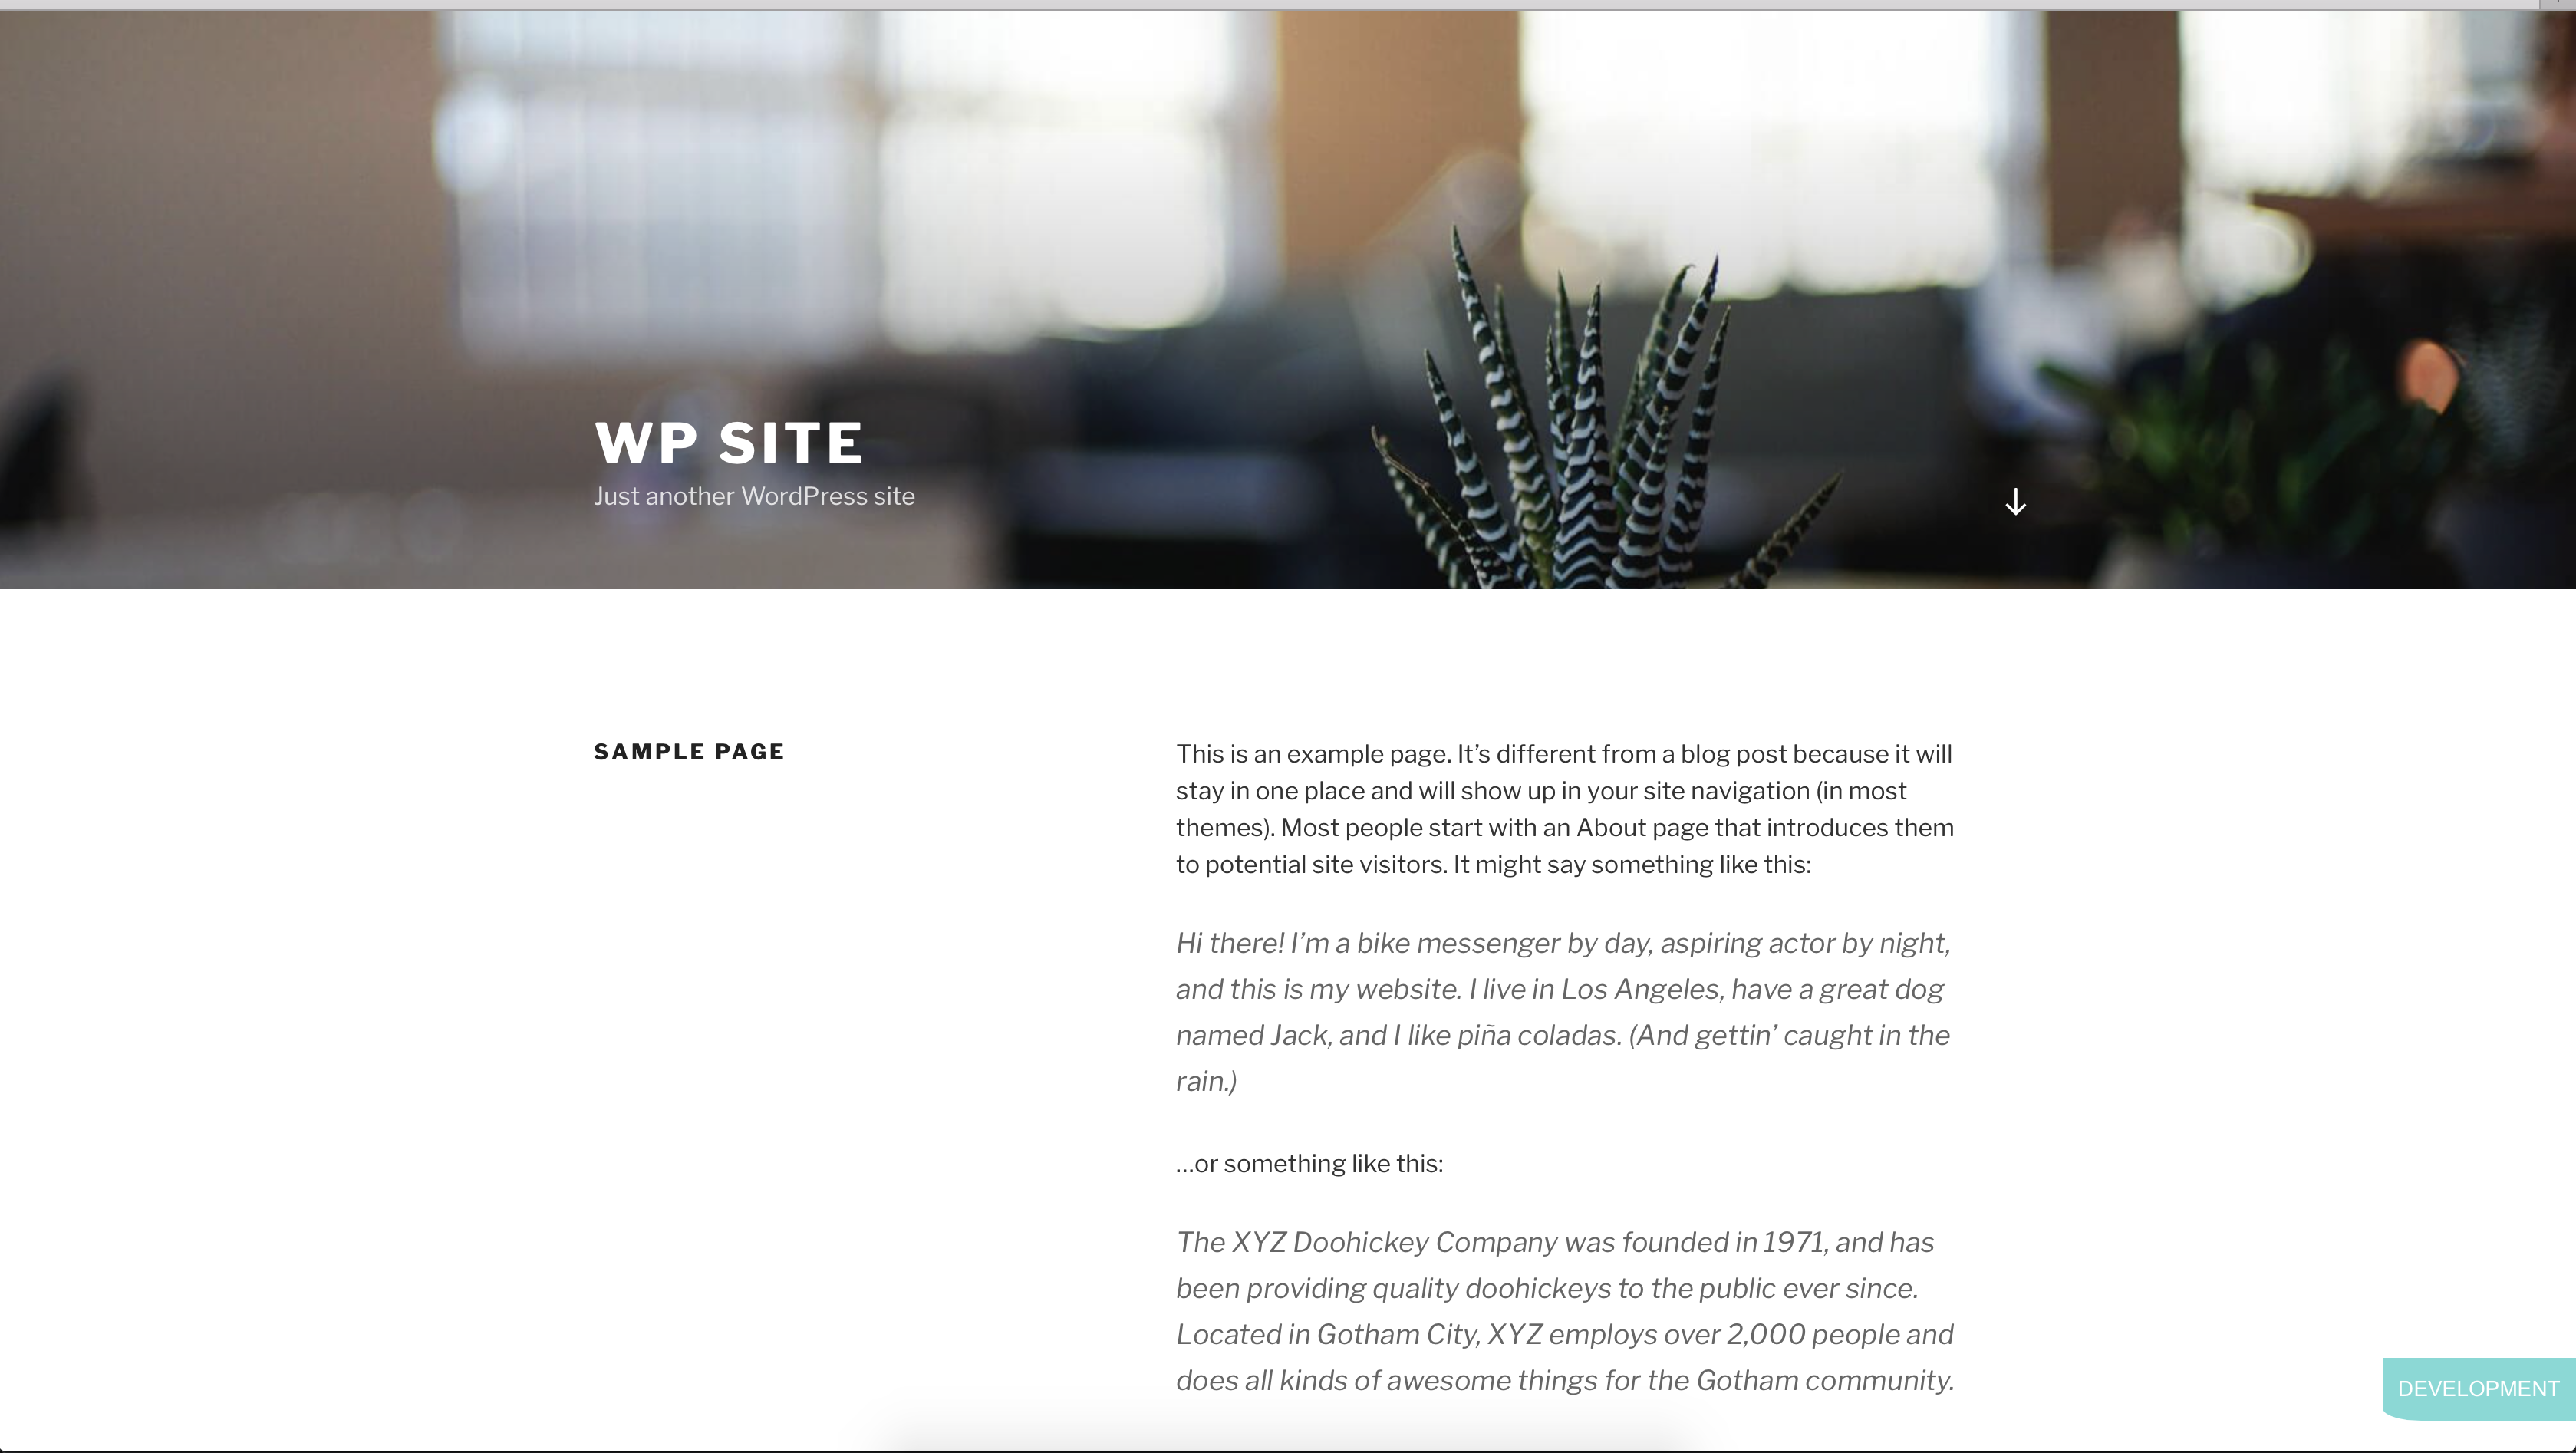 WP SITE
Just another WordPress site
SAMPLE PAGE
This is an example page. It’s different from a blog post because it will
stay in one place and will show up in your site navigation (in most
themes). Most people start with an About page that introduces them
to potential site visitors. It might say something like this:
Hi there! I’m a bike messenger by day, aspiring actor by night,
and this is my website. I live in Los Angeles, have a great dog
named Jack, and I like piña coladas. (And gettin’ caught in the
rain.)
…or something like this:
The XYZ Doohickey Company was founded in 1971, and has
been providing quality doohickeys to the public ever since.
Located in Gotham City, XYZ employs over 2,000 people and
does all kinds of awesome things for the Gotham community.
DEVELOPMENT